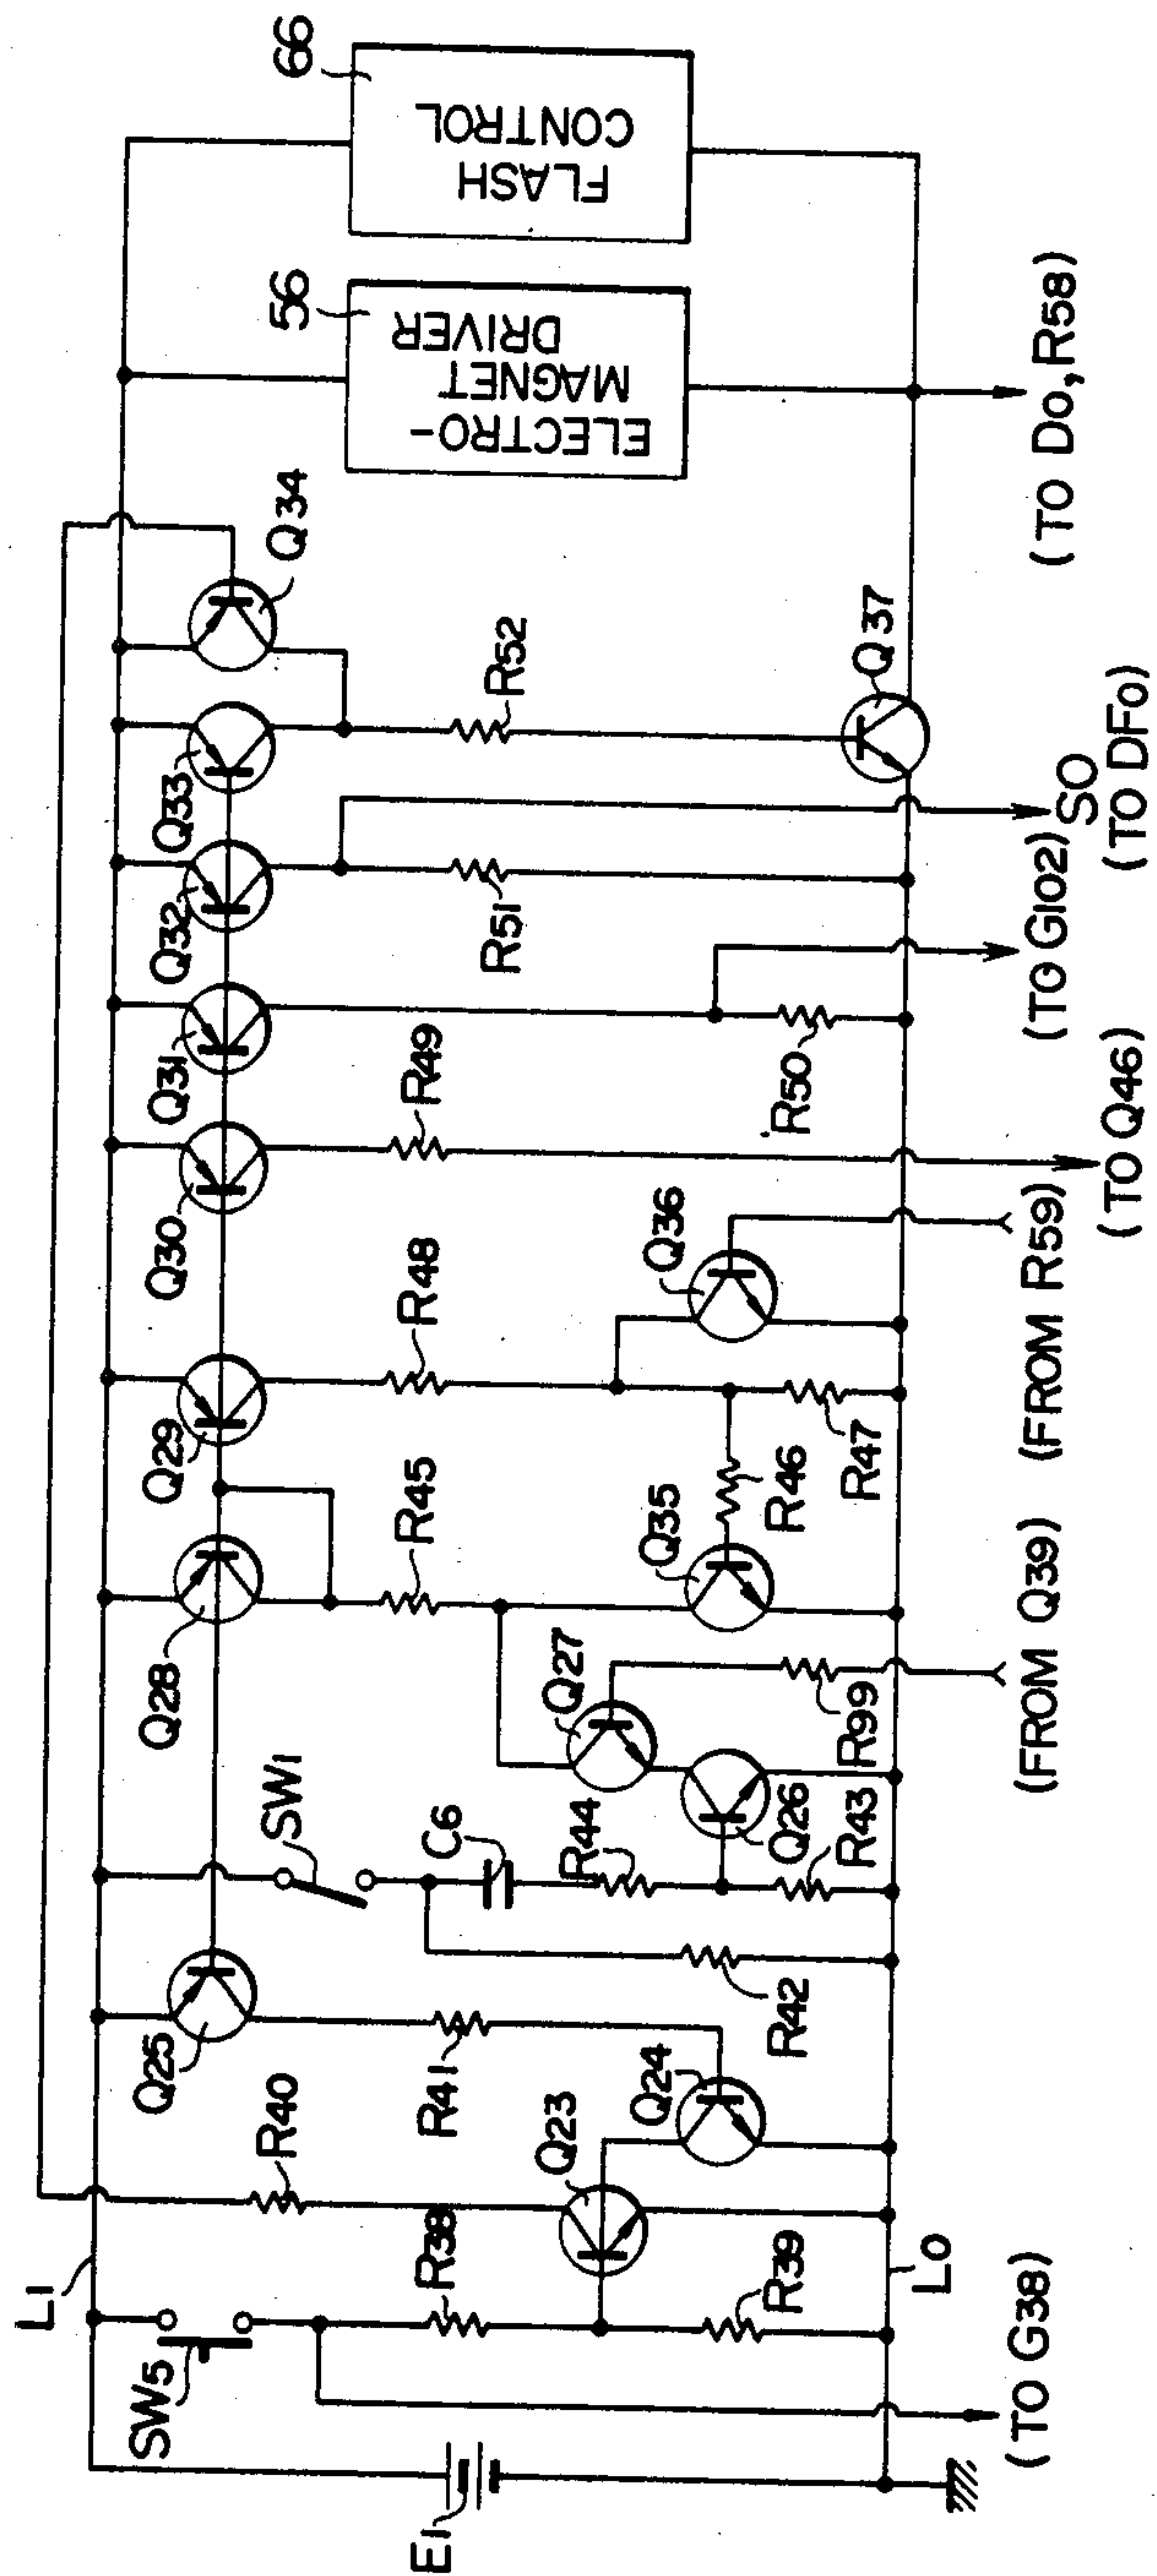 66
FLASH
CONTROL
56
ELECTRO-
MAGNET
DRIVER
(TO D0, R58)
Q34
R52
Q37
Q33
SO
(TO DF0)
Q32
R51
(TO G102)
Q31
R50
R49
(TO Q46)
Q30
Q36
(FROM R59)
R48
Q29
R47
R46
R45
Q35
(FROM Q39)
Q28
Q27
R99
SW1
C6
R44
Q26
R43
Q25
R42
R41
Q24
R40
Q23
R38
R39
L1
L0
SW5
(TO G38)
E1